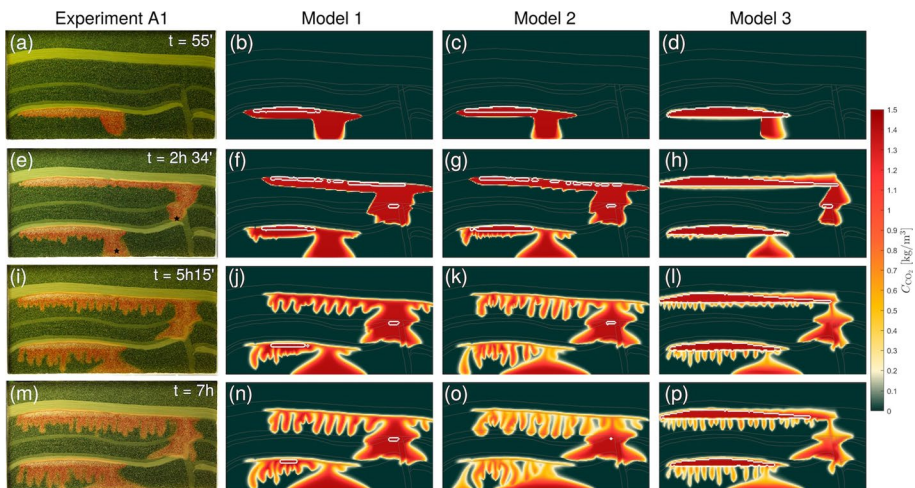 Experiment A1 Model 1 Model 2 Model 3
(a) t = 55' (b) (c) (d)
(e) t = 2h 34' (f) (g) (h)
(i) t = 5h15' (j) (k) (l)
(m) t = 7h (n) (o) (p)
1.5
1.4
1.3
1.2
1.1
1
0.9
0.8
0.7
0.6
0.5
0.4
0.3
0.2
0.1
0
C_CO2 [kg/m³]